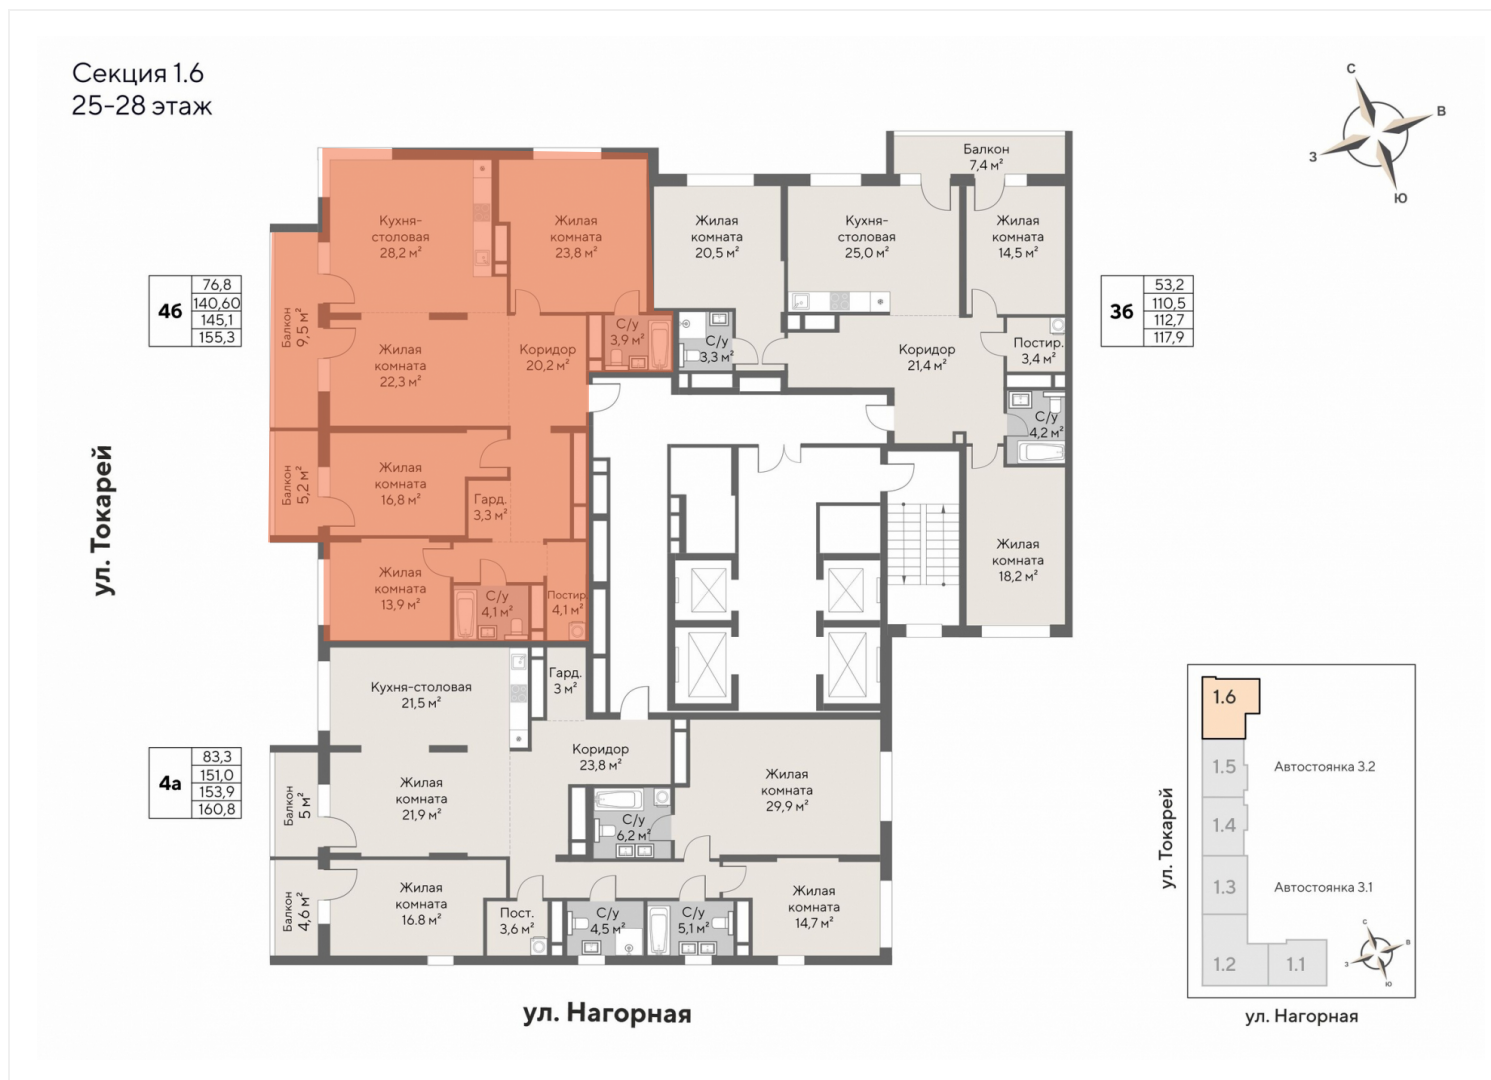 Секция 1.6
25-28 этаж
С
В
З
Ю
4б
76,8
140,60
145,1
155,3
Кухня-
столовая
28,2 м²
Жилая
комната
23,8 м²
Балкон
9,5 м²
Жилая
комната
22,3 м²
Коридор
20,2 м²
С/у
3,9 м²
Балкон
5,2 м²
Жилая
комната
16,8 м²
Гард.
3,3 м²
Жилая
комната
13,9 м²
С/у
4,1 м²
Постир.
4,1 м²
Жилая
комната
20,5 м²
Кухня-
столовая
25,0 м²
Балкон
7,4 м²
Жилая
комната
14,5 м²
С/у
3,3 м²
Коридор
21,4 м²
Постир.
3,4 м²
С/у
4,2 м²
Жилая
комната
18,2 м²
3б
53,2
110,5
112,7
117,9
ул. Токарей
4а
83,3
151,0
153,9
160,8
Кухня-столовая
21,5 м²
Гард.
3 м²
Коридор
23,8 м²
Балкон
5 м²
Жилая
комната
21,9 м²
С/у
6,2 м²
Жилая
комната
29,9 м²
Балкон
4,6 м²
Жилая
комната
16.8 м²
Пост.
3,6 м²
С/у
4,5 м²
С/у
5,1 м²
Жилая
комната
14,7 м²
ул. Нагорная
1.6
1.5
Автостоянка 3.2
1.4
1.3
Автостоянка 3.1
1.2
1.1
ул. Токарей
С
В
З
Ю
ул. Нагорная